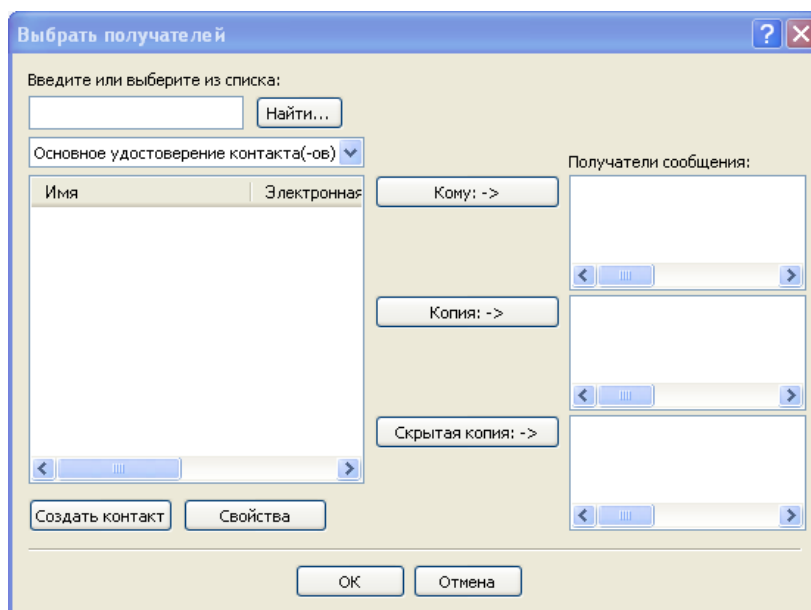 Выбрать получателей
Введите или выберите из списка:
Найти...
Основное удостоверение контакта(-ов)
Получатели сообщения:
Имя Электронная
Кому: ->
Копия: ->
Скрытая копия: ->
Создать контакт Свойства
ОК Отмена